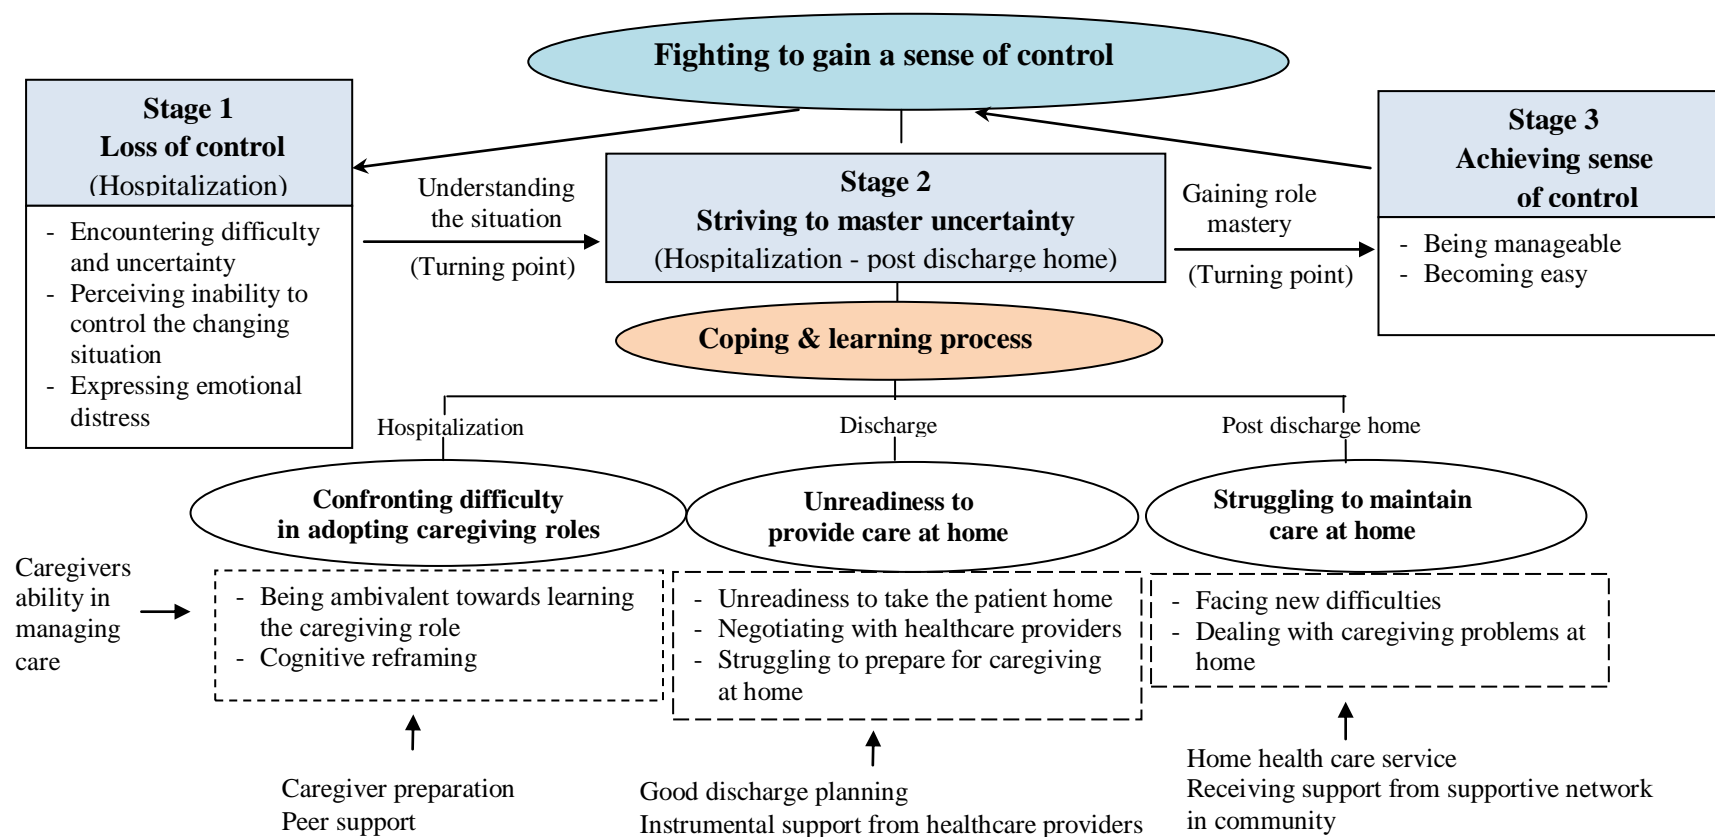 Fighting to gain a sense of control
Stage 1
Loss of control
(Hospitalization)
- Encountering difficulty
and uncertainty
- Perceiving inability to
control the changing
situation
- Expressing emotional
distress
Understanding
the situation
(Turning point)
Stage 2
Striving to master uncertainty
(Hospitalization - post discharge home)
Gaining role
mastery
(Turning point)
Stage 3
Achieving sense
of control
- Being manageable
- Becoming easy
Coping & learning process
Hospitalization
Discharge
Post discharge home
Confronting difficulty
in adopting caregiving roles
Unreadiness to
provide care at home
Struggling to maintain
care at home
Caregivers
ability in
managing
care
- Being ambivalent towards learning
the caregiving role
- Cognitive reframing
- Unreadiness to take the patient home
- Negotiating with healthcare providers
- Struggling to prepare for caregiving
at home
- Facing new difficulties
- Dealing with caregiving problems at
home
Caregiver preparation
Peer support
Good discharge planning
Instrumental support from healthcare providers
Home health care service
Receiving support from supportive network
in community